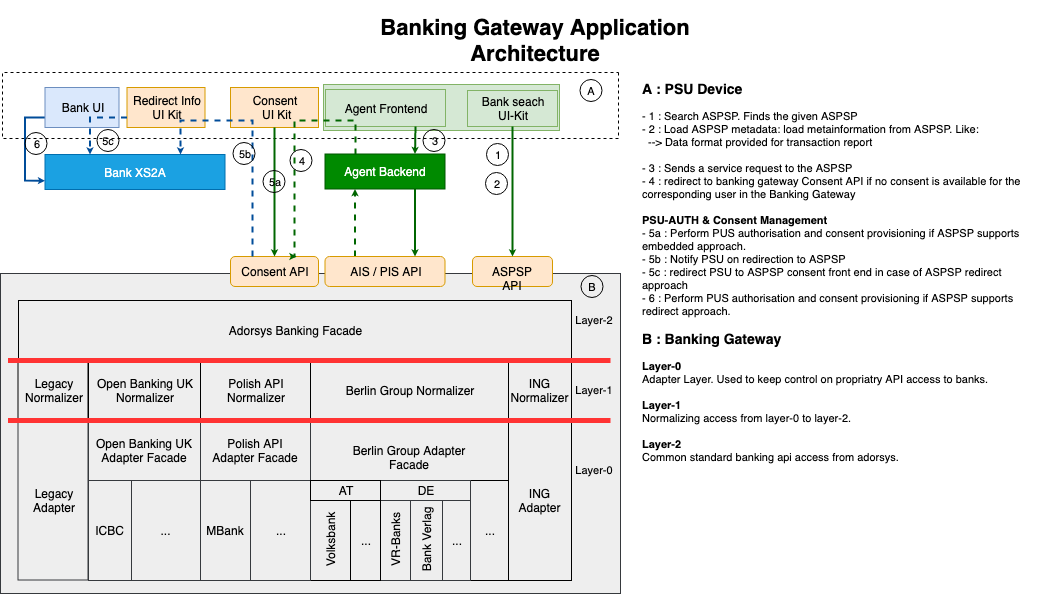 Banking Gateway Application
Architecture
A
Bank UI
Redirect Info
UI Kit
Consent
UI Kit
Agent Frontend
Bank seach
UI-Kit
6
5c
5b
4
3
1
Bank XS2A
5a
Agent Backend
2
Consent API
AIS / PIS API
ASPSP
API
B
Adorsys Banking Facade
Layer-2
Legacy
Normalizer
Open Banking UK
Normalizer
Polish API
Normalizer
Berlin Group Normalizer
ING
Normalizer
Layer-1
Open Banking UK
Adapter Facade
Polish API
Adapter Facade
Berlin Group Adapter
Facade
Layer-0
Legacy
Adapter
ING
Adapter
AT
DE
ICBC
...
MBank
...
Volksbank
...
VR-Banks
Bank Verlag
...
...
A : PSU Device
- 1 : Search ASPSP. Finds the given ASPSP
- 2 : Load ASPSP metadata: load metainformation from ASPSP. Like:
--> Data format provided for transaction report
- 3 : Sends a service request to the ASPSP
- 4 : redirect to banking gateway Consent API if no consent is available for the
corresponding user in the Banking Gateway
PSU-AUTH & Consent Management
- 5a : Perform PUS authorisation and consent provisioning if ASPSP supports
embedded approach.
- 5b : Notify PSU on redirection to ASPSP
- 5c : redirect PSU to ASPSP consent front end in case of ASPSP redirect
approach
- 6 : Perform PUS authorisation and consent provisioning if ASPSP supports
redirect approach.
B : Banking Gateway
Layer-0
Adapter Layer. Used to keep control on propriatry API access to banks.
Layer-1
Normalizing access from layer-0 to layer-2.
Layer-2
Common standard banking api access from adorsys.